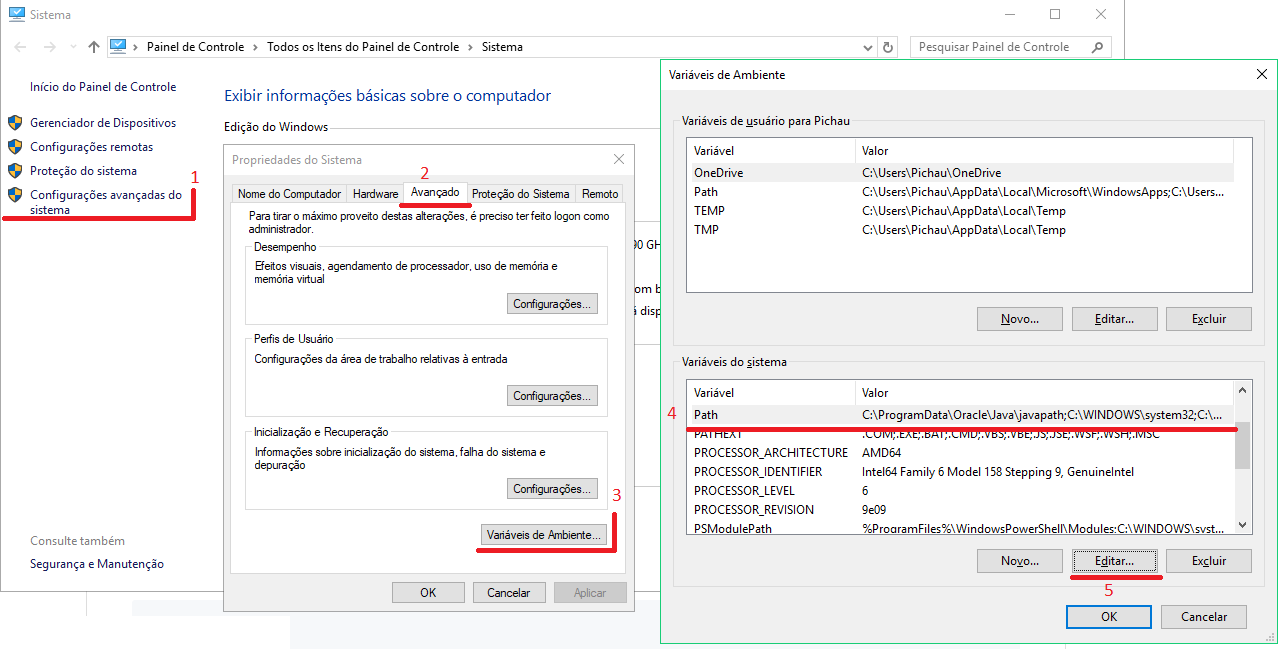 Sistema
Painel de Controle > Todos os Itens do Painel de Controle > Sistema
Pesquisar Painel de Controle
Início do Painel de Controle
Gerenciador de Dispositivos
Configurações remotas
Proteção do sistema
Configurações avançadas do
sistema
1
Consulte também
Segurança e Manutenção
Exibir informações básicas sobre o computador
Edição do Windows
Propriedades do Sistema
2
Nome do Computador
Hardware
Avançado
Proteção do Sistema
Remoto
Para tirar o máximo proveito destas alterações, é preciso ter feito logon como
administrador.
Desempenho
Efeitos visuais, agendamento de processador, uso de memória e
memória virtual
Configurações...
Perfis de Usuário
Configurações da área de trabalho relativas à entrada
Configurações...
Inicialização e Recuperação
Informações sobre inicialização do sistema, falha do sistema e
depuração
Configurações...
3
Variáveis de Ambiente...
OK
Cancelar
Aplicar
Variáveis de Ambiente
Variáveis de usuário para Pichau
Variável Valor
OneDrive C:\Users\Pichau\OneDrive
Path C:\Users\Pichau\AppData\Local\Microsoft\WindowsApps;C:\Users...
TEMP C:\Users\Pichau\AppData\Local\Temp
TMP C:\Users\Pichau\AppData\Local\Temp
Novo...
Editar...
Excluir
Variáveis do sistema
Variável Valor
4
Path C:\ProgramData\Oracle\Java\javapath;C:\WINDOWS\system32;C:\...
PATHEXT .COM;.EXE;.BAT;.CMD;.VBS;.VBE;.JS;.JSE;.WSF;.WSH;.MSC
PROCESSOR_ARCHITECTURE AMD64
PROCESSOR_IDENTIFIER Intel64 Family 6 Model 158 Stepping 9, GenuineIntel
PROCESSOR_LEVEL 6
PROCESSOR_REVISION 9e09
PSModulePath %ProgramFiles%\WindowsPowerShell\Modules;C:\WINDOWS\syst...
Novo...
Editar...
Excluir
5
OK
Cancelar